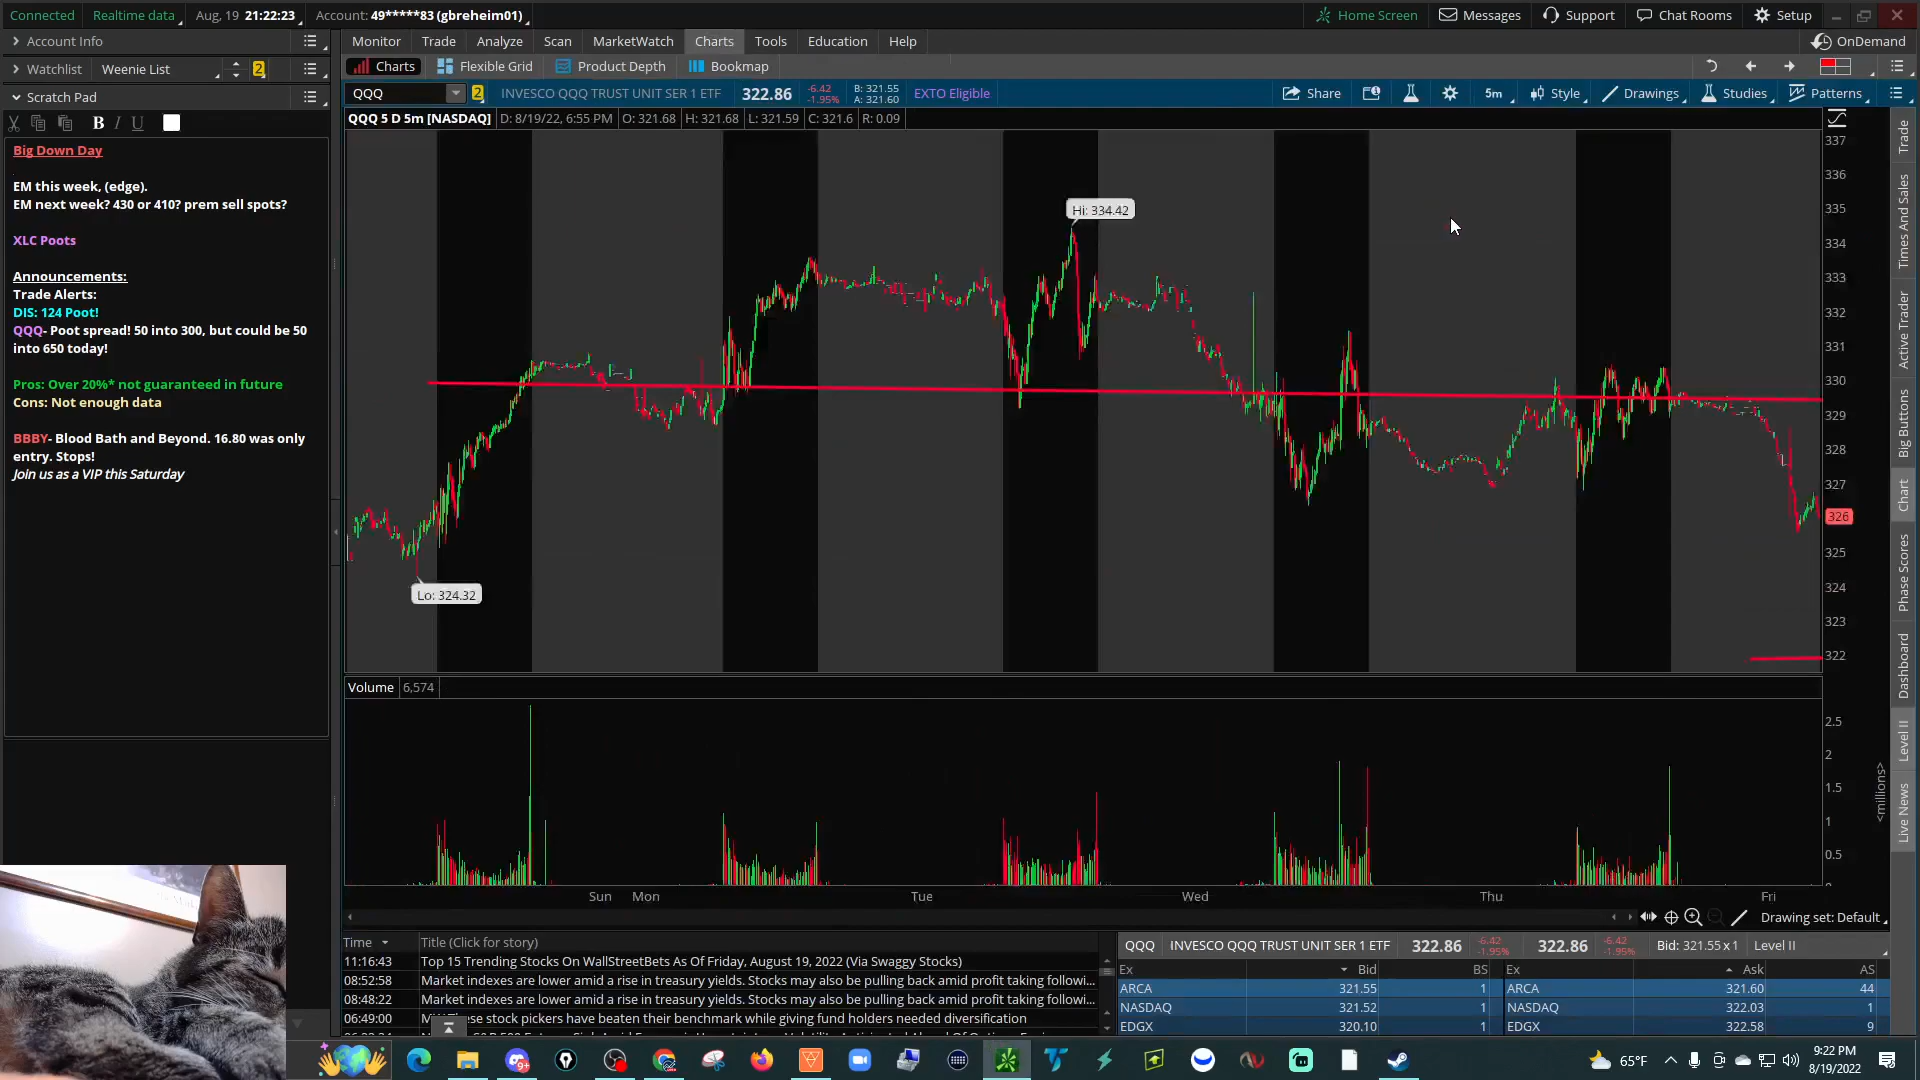 Connected Realtime data Aug, 19 21:22:23 Account: 49*****83 (gbreheim01) Home Screen Messages Support Chat Rooms Setup
Account Info
Monitor Trade Analyze Scan MarketWatch Charts Tools Education Help OnDemand
Watchlist Weenie List 2
Charts Flexible Grid Product Depth Bookmap
Scratch Pad
QQQ 2 INVESCO QQQ TRUST UNIT SER 1 ETF 322.86 -6.42 -1.95% B: 321.55 A: 321.60 EXTO Eligible Share 5m Style Drawings Studies Patterns
B I U
QQQ 5 D 5m [NASDAQ] D: 8/19/22, 6:55 PM O: 321.68 H: 321.68 L: 321.59 C: 321.6 R: 0.09
Big Down Day
EM this week, (edge).
EM next week? 430 or 410? prem sell spots?
XLC Poots
Announcements:
Trade Alerts:
DIS: 124 Poot!
QQQ- Poot spread! 50 into 300, but could be 50
into 650 today!
Pros: Over 20%* not guaranteed in future
Cons: Not enough data
BBBY- Blood Bath and Beyond. 16.80 was only
entry. Stops!
Join us as a VIP this Saturday
Hi: 334.42
Lo: 324.32
337
336
335
334
333
332
331
330
329
328
327
326
325
324
323
322
Volume 6,574
2.5
2
1.5
1
0.5
<millions>
Sun Mon Tue Wed Thu Fri
Drawing set: Default
Trade
Times And Sales
Active Trader
Big Buttons
Chart
Phase Scores
Dashboard
Level II
Live News
Time Title (Click for story)
11:16:43 Top 15 Trending Stocks On WallStreetBets As Of Friday, August 19, 2022 (Via Swaggy Stocks)
08:52:58 Market indexes are lower amid a rise in treasury yields. Stocks may also be pulling back amid profit taking followi...
08:48:22 Market indexes are lower amid a rise in treasury yields. Stocks may also be pulling back amid profit taking followi...
06:49:00 These stock pickers have beaten their benchmark while giving fund holders needed diversification
QQQ INVESCO QQQ TRUST UNIT SER 1 ETF 322.86 -6.42 -1.95% 322.86 -6.42 -1.95% Bid: 321.55 x 1 Level II
Ex Bid BS Ex Ask AS
ARCA 321.55 1 ARCA 321.60 44
NASDAQ 321.52 1 NASDAQ 322.03 1
EDGX 320.10 1 EDGX 322.58 9
9+
65°F
9:22 PM
8/19/2022